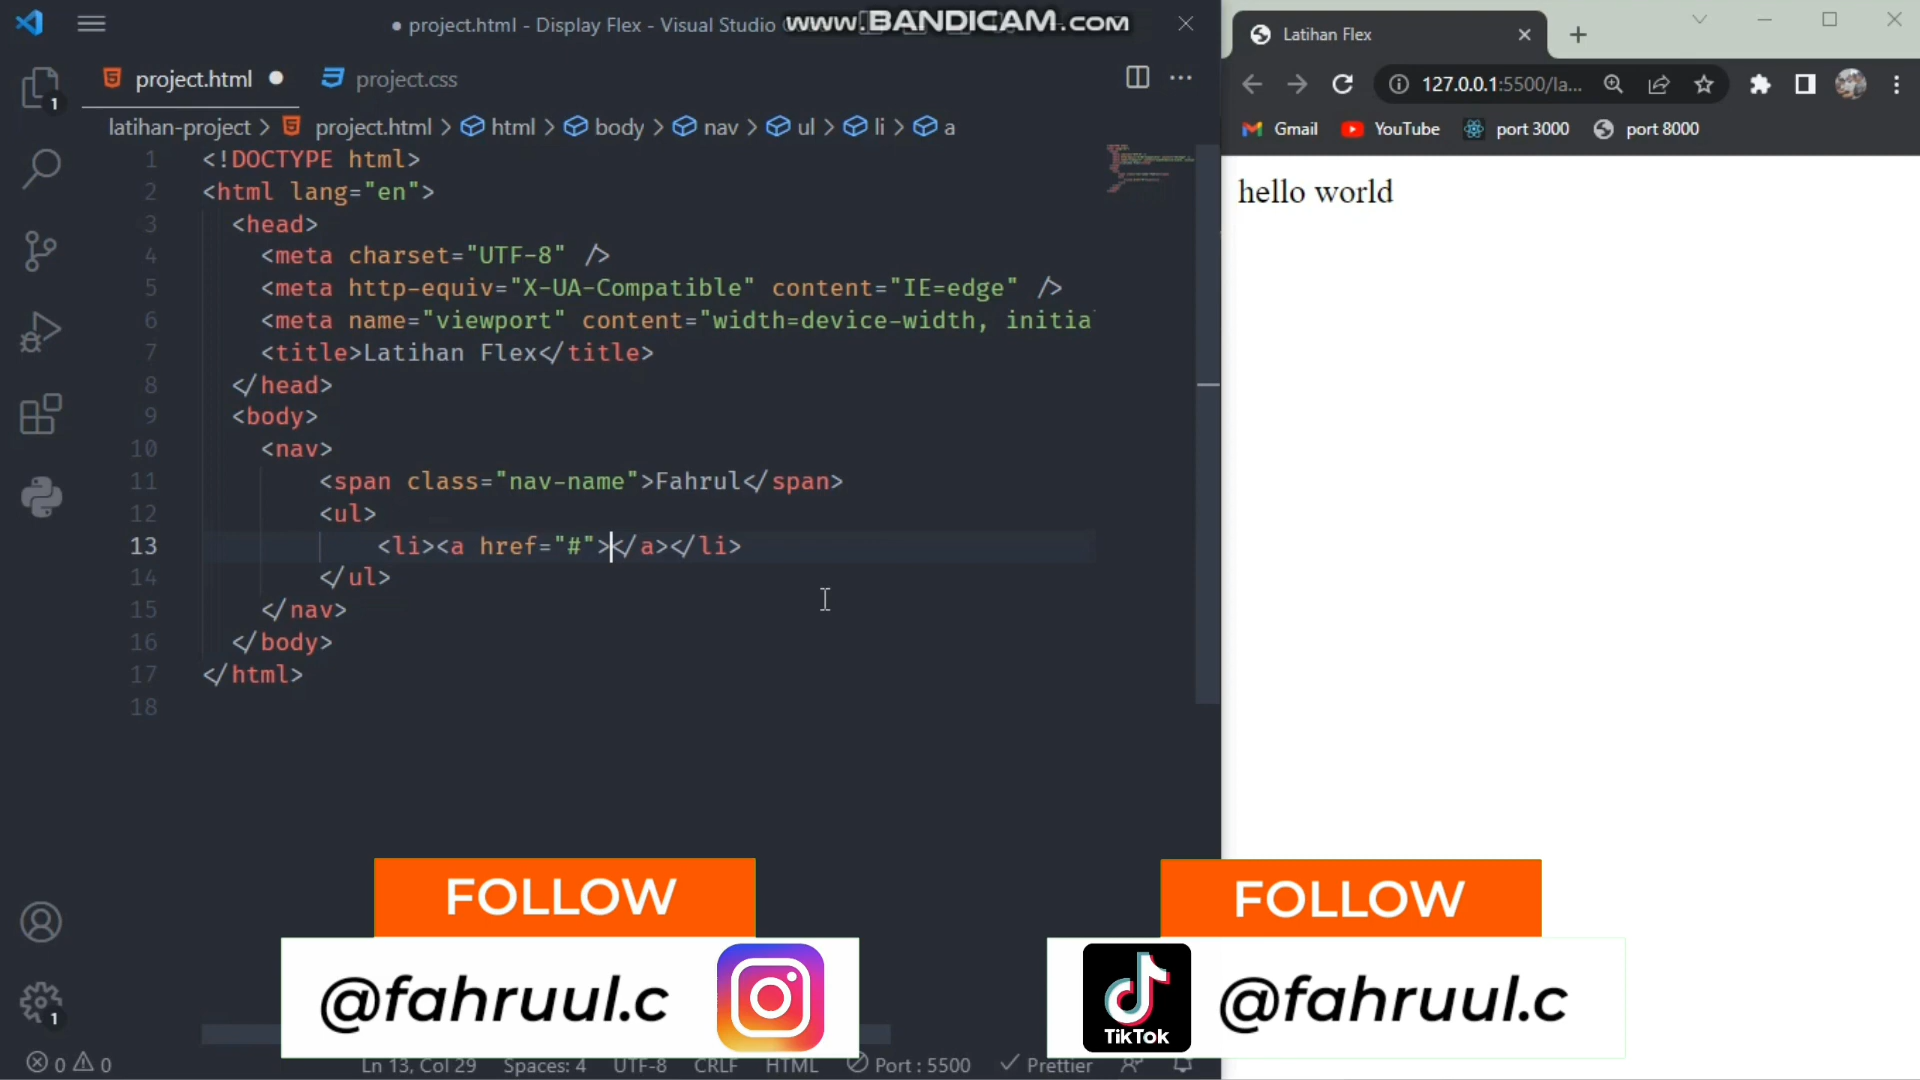 ● project.html - Display Flex - Visual Studio
www.BANDICAM.com
project.html ●
project.css
latihan-project > project.html > html > body > nav > ul > li > a
1 <!DOCTYPE html>
2 <html lang="en">
3 <head>
4 <meta charset="UTF-8" />
5 <meta http-equiv="X-UA-Compatible" content="IE=edge" />
6 <meta name="viewport" content="width=device-width, initia
7 <title>Latihan Flex</title>
8 </head>
9 <body>
10 <nav>
11 <span class="nav-name">Fahrul</span>
12 <ul>
13 <li><a href="#"></a></li>
14 </ul>
15 </nav>
16 </body>
17 </html>
18
1
1
0 0
Ln 13, Col 29 Spaces: 4 UTF-8 CRLF HTML Port : 5500 Prettier
Latihan Flex
127.0.0.1:5500/la...
Gmail YouTube port 3000 port 8000
hello world
FOLLOW
@fahruul.c
FOLLOW
TikTok
@fahruul.c